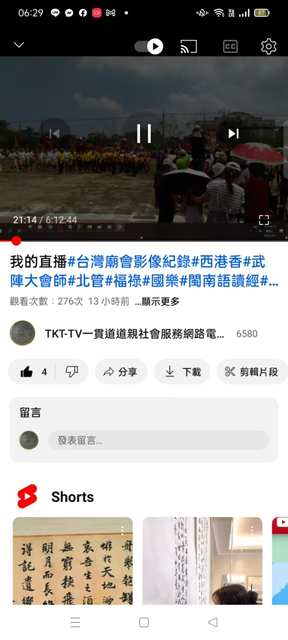 06:29
21:14 / 6:12:44
我的直播#台灣廟會影像紀錄#西港香#武
陣大會師#北管#福祿#國樂#閩南語讀經#...
觀看次數：276次 13 小時前 ...顯示更多
TKT-TV一貫道道親社會服務網路電... 6580
4 分享 下載 剪輯片段
留言
發表留言...
Shorts